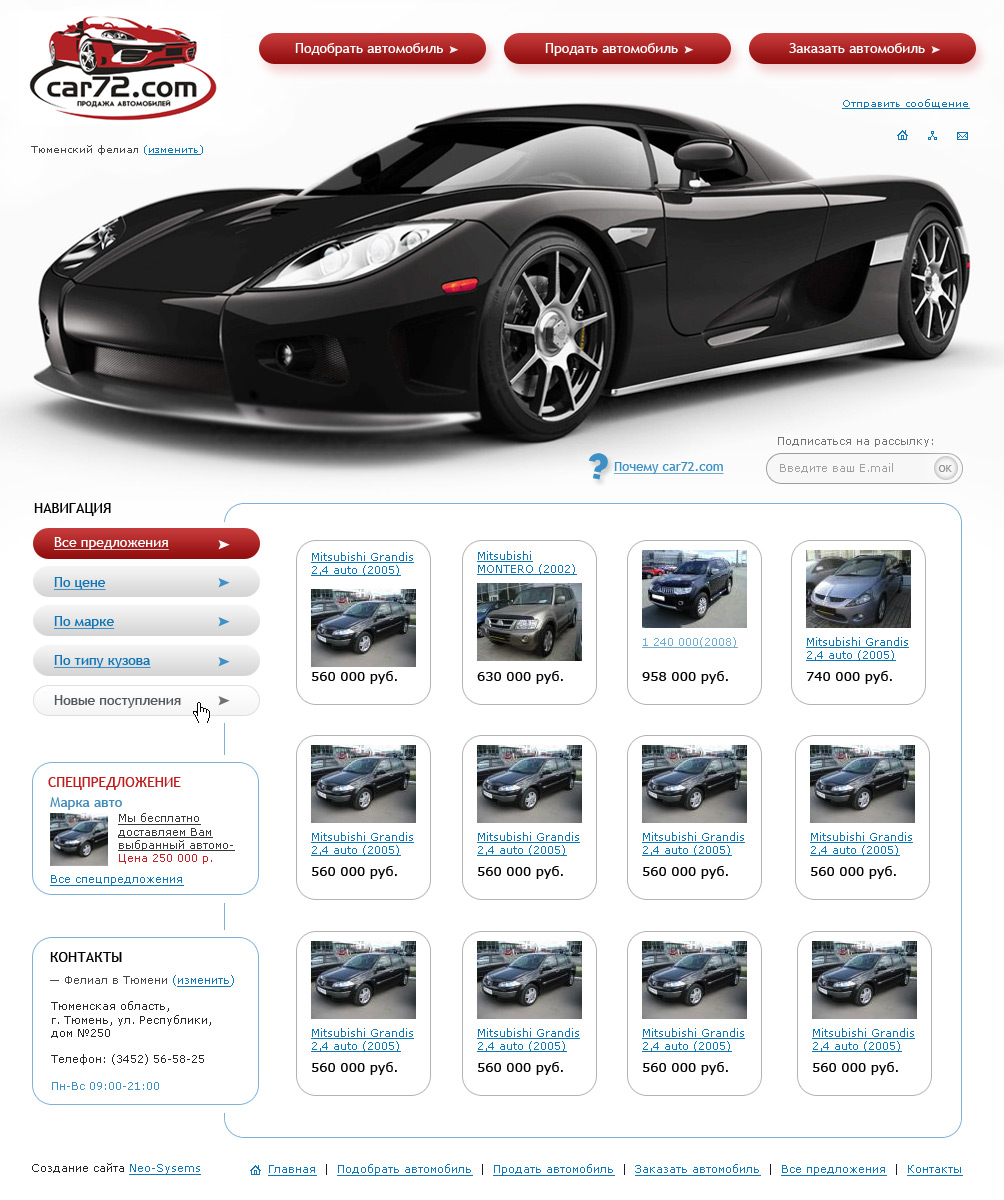 car72.com
ПРОДАЖА АВТОМОБИЛЕЙ
Подобрать автомобиль
Продать автомобиль
Заказать автомобиль
Отправить сообщение
Тюменский фелиал (изменить)
Подписаться на рассылку:
? Почему car72.com
Введите ваш E.mail
ОК
НАВИГАЦИЯ
Все предложения
По цене
По марке
По типу кузова
Новые поступления
СПЕЦПРЕДЛОЖЕНИЕ
Марка авто
Мы бесплатно
доставляем Вам
выбранный автомо-
Цена 250 000 р.
Все спецпредложения
КОНТАКТЫ
— Фелиал в Тюмени (изменить)
Тюменская область,
г. Тюмень, ул. Республики,
дом №250
Телефон: (3452) 56-58-25
Пн-Вс 09:00-21:00
Mitsubishi Grandis
2,4 auto (2005)
560 000 руб.
Mitsubishi
MONTERO (2002)
630 000 руб.
1 240 000(2008)
958 000 руб.
Mitsubishi Grandis
2,4 auto (2005)
740 000 руб.
Mitsubishi Grandis
2,4 auto (2005)
560 000 руб.
Mitsubishi Grandis
2,4 auto (2005)
560 000 руб.
Mitsubishi Grandis
2,4 auto (2005)
560 000 руб.
Mitsubishi Grandis
2,4 auto (2005)
560 000 руб.
Mitsubishi Grandis
2,4 auto (2005)
560 000 руб.
Mitsubishi Grandis
2,4 auto (2005)
560 000 руб.
Mitsubishi Grandis
2,4 auto (2005)
560 000 руб.
Mitsubishi Grandis
2,4 auto (2005)
560 000 руб.
Создание сайта Neo-Sysems
Главная | Подобрать автомобиль | Продать автомобиль | Заказать автомобиль | Все предложения | Контакты